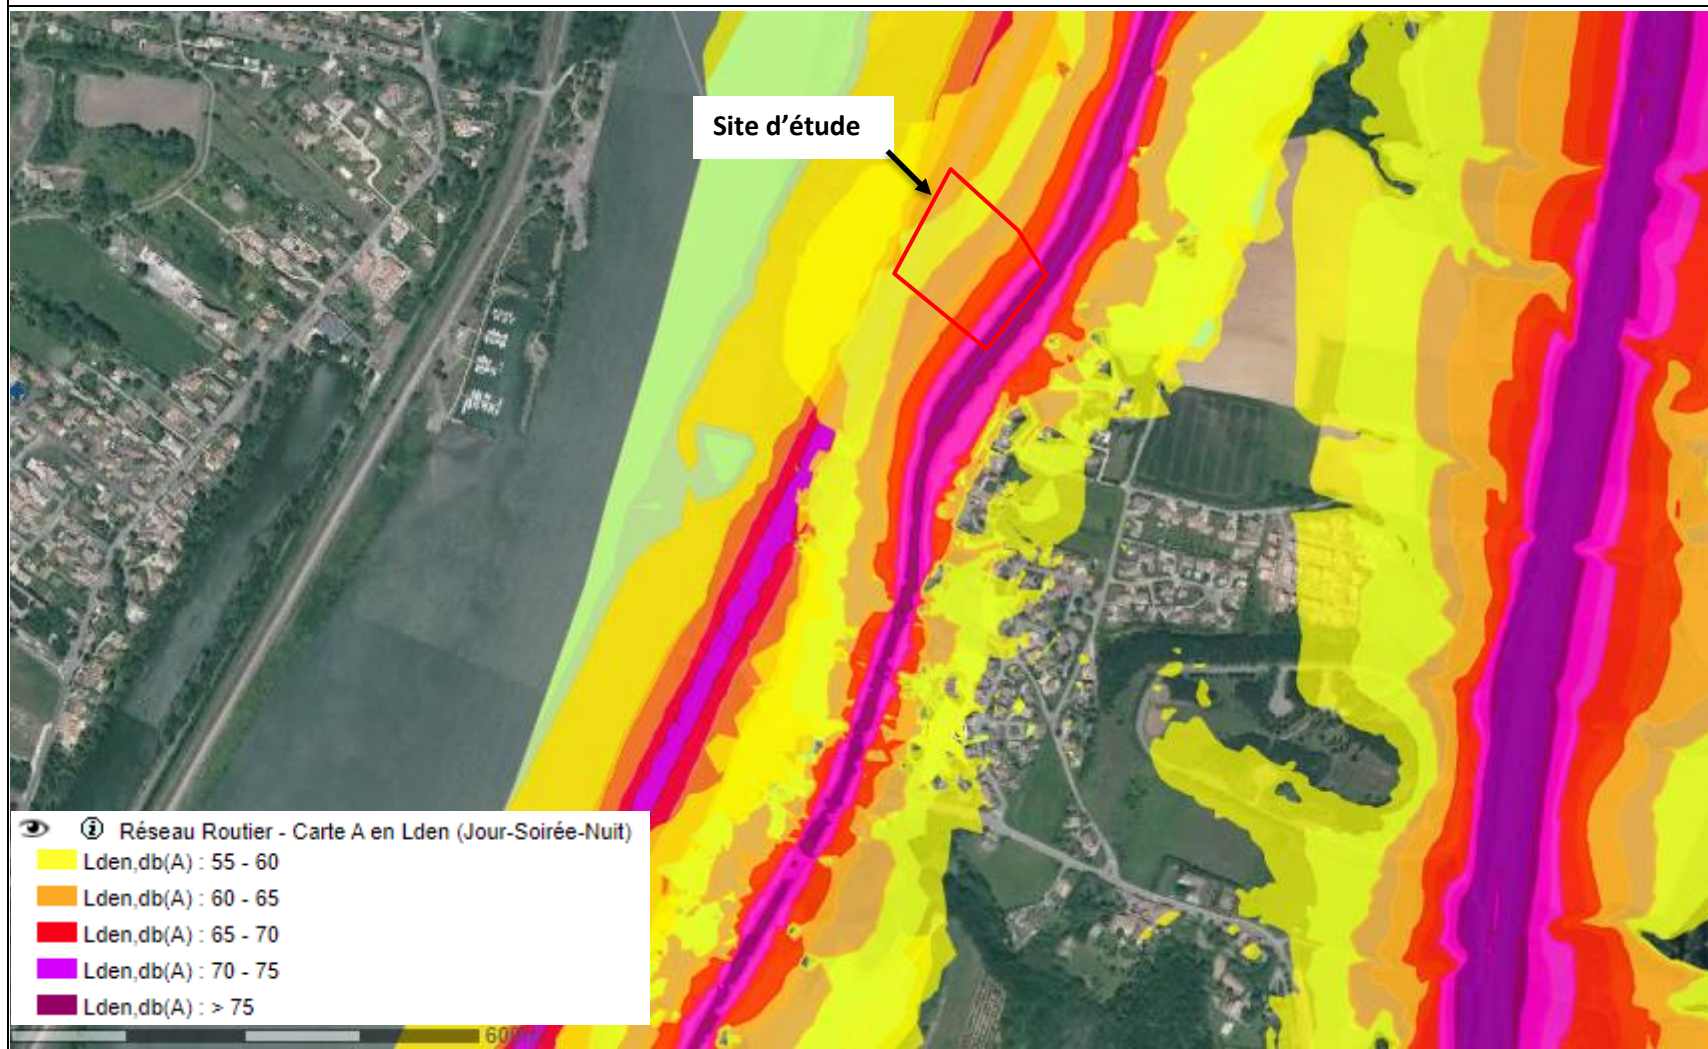 Site d'étude
Réseau Routier - Carte A en Lden (Jour-Soirée-Nuit)
Lden,db(A) : 55 - 60
Lden,db(A) : 60 - 65
Lden,db(A) : 65 - 70
Lden,db(A) : 70 - 75
Lden,db(A) : > 75
600m